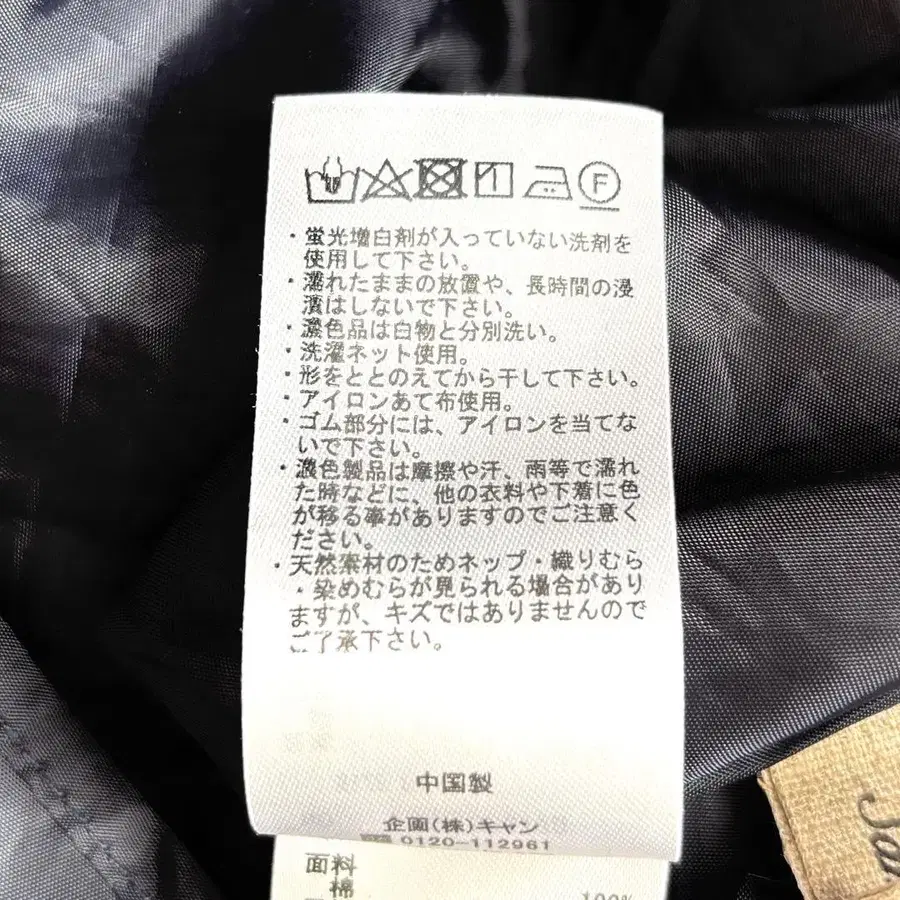 F
・蛍光増白剤が入っていない洗剤を
使用して下さい。
・濡れたままの放置や、長時間の浸
漬はしないで下さい。
・濃色品は白物と分別洗い。
・洗濯ネット使用。
・形をととのえてから干して下さい。
・アイロンあて布使用。
・ゴム部分には、アイロンを当てな
いで下さい。
・濃色製品は摩擦や汗、雨等で濡れ
た時などに、他の衣料や下着に色
が移る事がありますのでご注意く
ださい。
・天然素材のためネップ・織りむら
・染めむらが見られる場合があり
ますが、キズではありませんので
ご了承下さい。
中国製
企画(株)キャン
0120-112961
面料
棉 100%